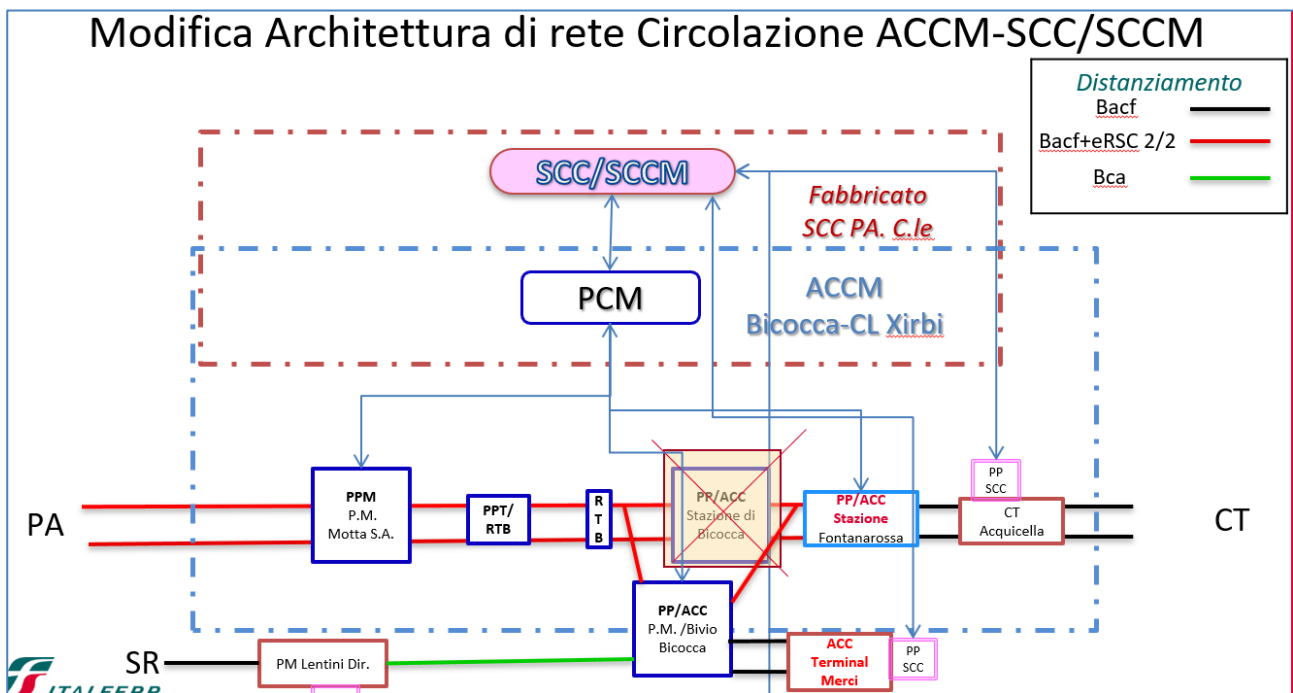 Modifica Architettura di rete Circolazione ACCM-SCC/SCCM
Distanziamento
Bacf
Bacf+eRSC 2/2
Bca
SCC/SCCM
Fabbricato
SCC PA. C.le
PCM
ACCM
Bicocca-CL Xirbi
PA
PPM
P.M.
Motta S.A.
PPT/
RTB
R
T
B
PP/ACC
Stazione di
Bicocca
PP/ACC
Stazione
Fontanarossa
PP
SCC
CT
Acquicella
CT
PP/ACC
P.M. /Bivio
Bicocca
ACC
Terminal
Merci
PP
SCC
SR
PM Lentini Dir.
ITALFERR